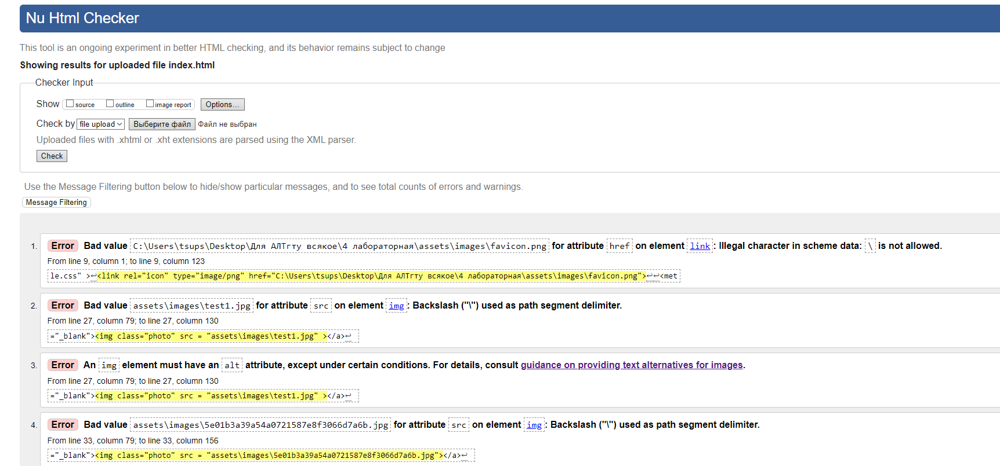 Nu Html Checker
This tool is an ongoing experiment in better HTML checking, and its behavior remains subject to change
Showing results for uploaded file index.html
Checker Input
Show source outline image report Options...
Check by file upload Выберите файл Файл не выбран
Uploaded files with .xhtml or .xht extensions are parsed using the XML parser.
Check
Use the Message Filtering button below to hide/show particular messages, and to see total counts of errors and warnings.
Message Filtering
1. Error Bad value C:\Users\tsups\Desktop\Для АЛТгту всякое\4 лабораторная\assets\images\favicon.png for attribute href on element link: Illegal character in scheme data: \ is not allowed.
From line 9, column 1; to line 9, column 123
le.css" >↩<link rel="icon" type="image/png" href="C:\Users\tsups\Desktop\Для АЛТгту всякое\4 лабораторная\assets\images\favicon.png">↩↩<met
2. Error Bad value assets\images\test1.jpg for attribute src on element img: Backslash ("\") used as path segment delimiter.
From line 27, column 79; to line 27, column 130
="_blank"><img class="photo" src = "assets\images\test1.jpg" ></a>↩
3. Error An img element must have an alt attribute, except under certain conditions. For details, consult guidance on providing text alternatives for images.
From line 27, column 79; to line 27, column 130
="_blank"><img class="photo" src = "assets\images\test1.jpg" ></a>↩
4. Error Bad value assets\images\5e01b3a39a54a0721587e8f3066d7a6b.jpg for attribute src on element img: Backslash ("\") used as path segment delimiter.
From line 33, column 79; to line 33, column 156
="_blank"><img class="photo" src = "assets\images\5e01b3a39a54a0721587e8f3066d7a6b.jpg"></a>↩